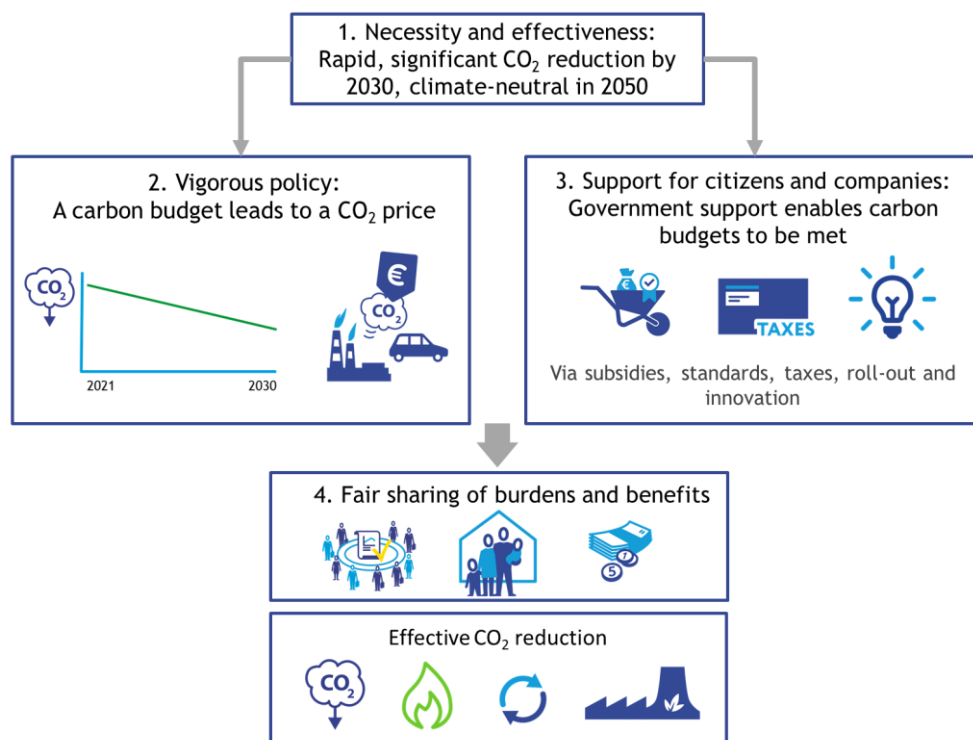 1. Necessity and effectiveness:
Rapid, significant CO₂ reduction by
2030, climate-neutral in 2050
2. Vigorous policy:
A carbon budget leads to a CO₂ price
CO₂
2021
2030
€
CO₂
3. Support for citizens and companies:
Government support enables carbon
budgets to be met
€
TAXES
Via subsidies, standards, taxes, roll-out and
innovation
4. Fair sharing of burdens and benefits
1
5
Effective CO₂ reduction
CO₂